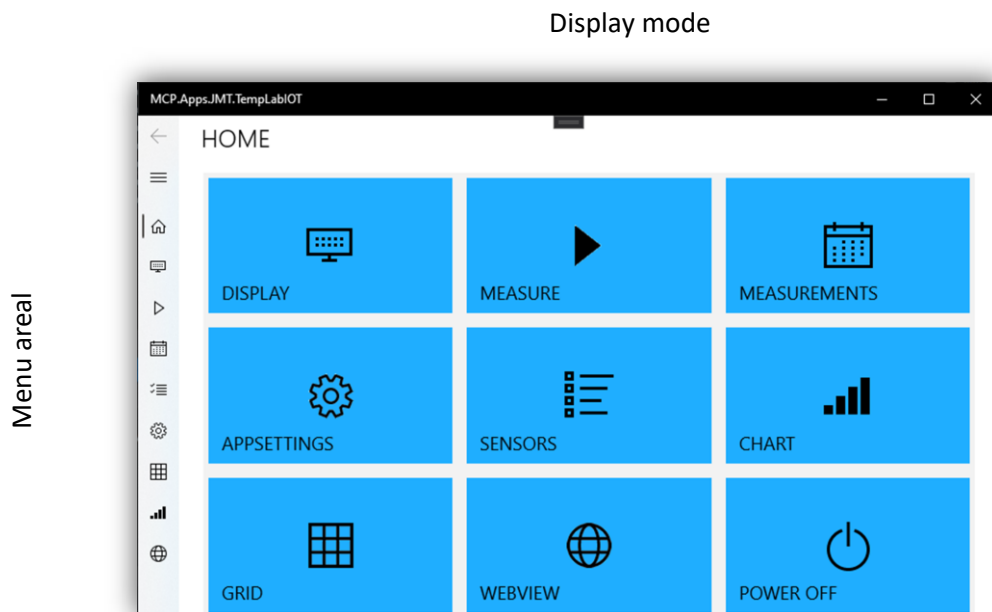 Display mode
MCP.Apps.JMT.TempLabIOT
HOME
Menu areal
DISPLAY
MEASURE
MEASUREMENTS
APPSETTINGS
SENSORS
CHART
GRID
WEBVIEW
POWER OFF